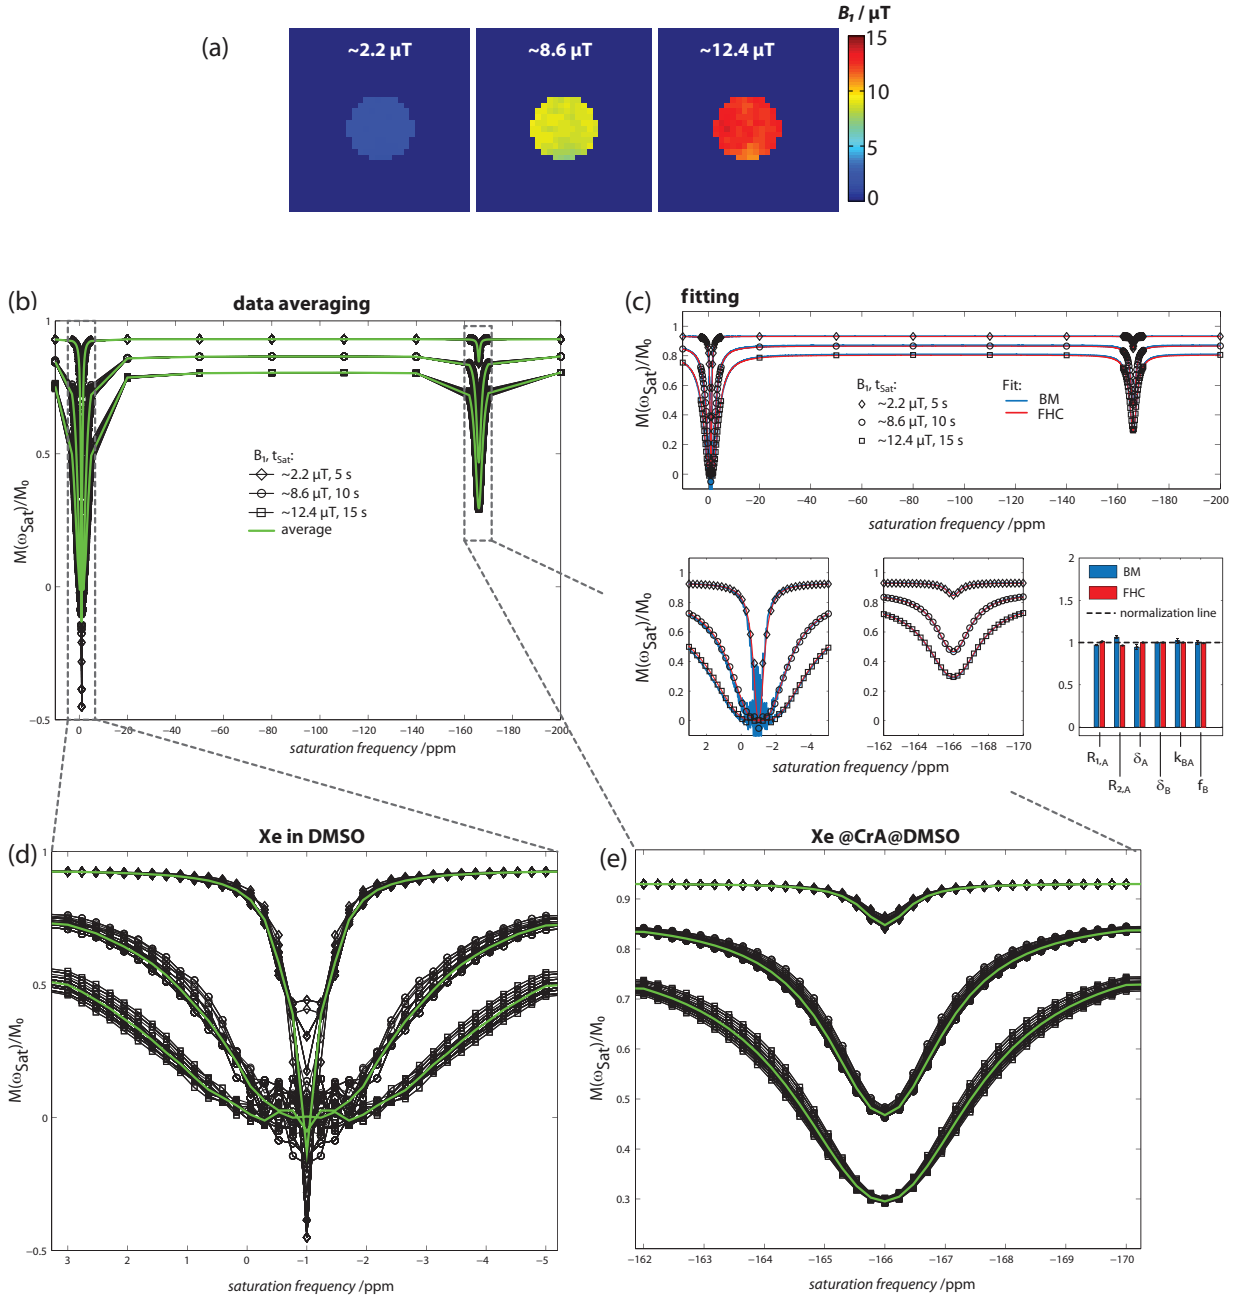 B₁ / µT
(a)
~2.2 µT
~8.6 µT
~12.4 µT
15
10
5
0
(b)
data averaging
1
0.5
0
−0.5
M(ωSat)/M₀
B₁, tSat:
~2.2 µT, 5 s
~8.6 µT, 10 s
~12.4 µT, 15 s
average
0 −20 −40 −60 −80 −100 −120 −140 −160 −180 −200
saturation frequency /ppm
(c)
fitting
1
0.8
0.6
0.4
0.2
0
M(ωSat)/M₀
B₁, tSat:
~2.2 µT, 5 s
~8.6 µT, 10 s
~12.4 µT, 15 s
Fit:
BM
FHC
0 −20 −40 −60 −80 −100 −120 −140 −160 −180 −200
saturation frequency /ppm
1
0.8
0.6
0.4
0.2
0
M(ωSat)/M₀
2 0 −2 −4
1
0.8
0.6
0.4
0.2
0
−162 −164 −166 −168 −170
saturation frequency /ppm
2
1.5
1
0.5
0
BM
FHC
normalization line
R1,A
R2,A
δA
δB
kBA
fB
(d)
Xe in DMSO
1
0.5
0
−0.5
M(ωSat)/M₀
3 2 1 0 −1 −2 −3 −4 −5
saturation frequency /ppm
(e)
Xe @CrA@DMSO
0.9
0.8
0.7
0.6
0.5
0.4
0.3
M(ωSat)/M₀
−162 −163 −164 −165 −166 −167 −168 −169 −170
saturation frequency /ppm